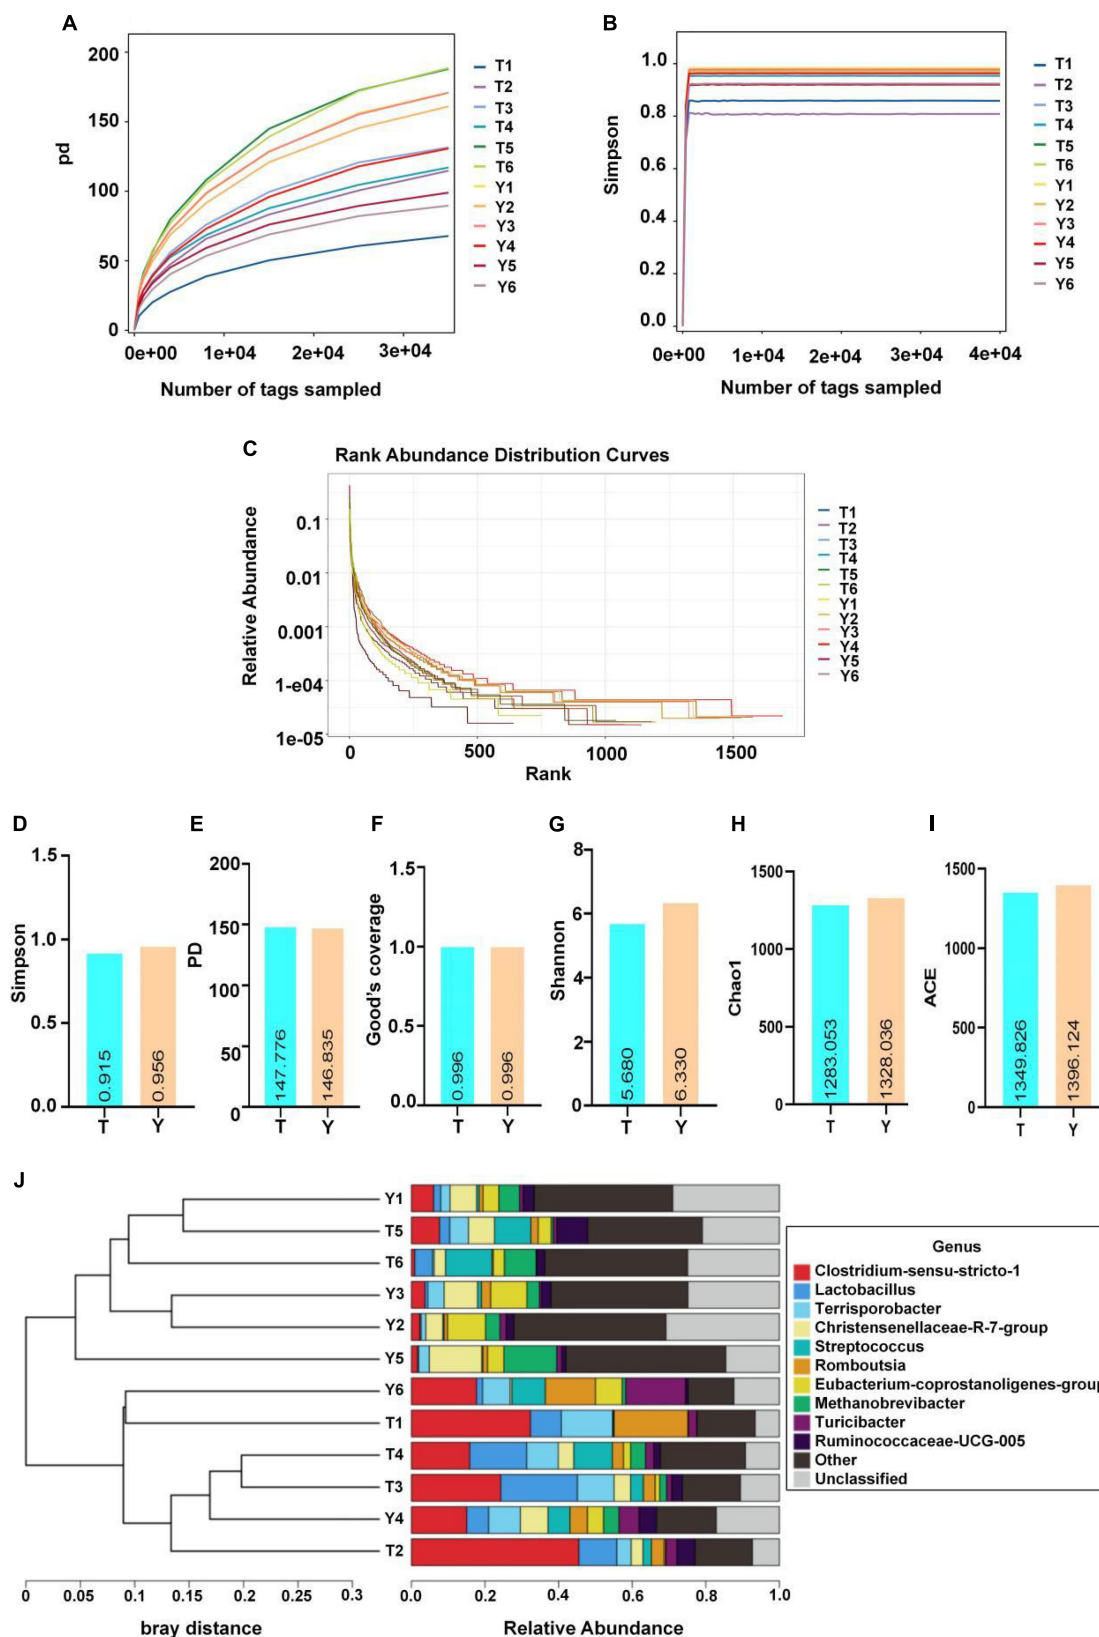 A
200
150
100
50
0
pd
0e+00 1e+04 2e+04 3e+04
Number of tags sampled
T1
T2
T3
T4
T5
T6
Y1
Y2
Y3
Y4
Y5
Y6
B
1.0
0.8
0.6
0.4
0.2
0.0
Simpson
0e+00 1e+04 2e+04 3e+04 4e+04
Number of tags sampled
T1
T2
T3
T4
T5
T6
Y1
Y2
Y3
Y4
Y5
Y6
C
Rank Abundance Distribution Curves
Relative Abundance
0.1
0.01
0.001
1-e04
1e-05
0 500 1000 1500
Rank
T1
T2
T3
T4
T5
T6
Y1
Y2
Y3
Y4
Y5
Y6
D
Simpson
1.5
1.0
0.5
0.0
0.915
0.956
T Y
E
PD
200
150
100
50
0
147.776
146.835
T Y
F
Good's coverage
1.5
1.0
0.5
0.0
0.996
0.996
T Y
G
Shannon
8
6
4
2
0
5.680
6.330
T Y
H
Chao1
1500
1000
500
0
1283.053
1328.036
T Y
I
ACE
1500
1000
500
0
1349.826
1396.124
T Y
J
Y1
T5
T6
Y3
Y2
Y5
Y6
T1
T4
T3
Y4
T2
0 0.05 0.1 0.15 0.2 0.25 0.3
bray distance
0.0 0.2 0.4 0.6 0.8 1.0
Relative Abundance
Genus
Clostridium-sensu-stricto-1
Lactobacillus
Terrisporobacter
Christensenellaceae-R-7-group
Streptococcus
Romboutsia
Eubacterium-coprostanoligenes-group
Methanobrevibacter
Turicibacter
Ruminococcaceae-UCG-005
Other
Unclassified